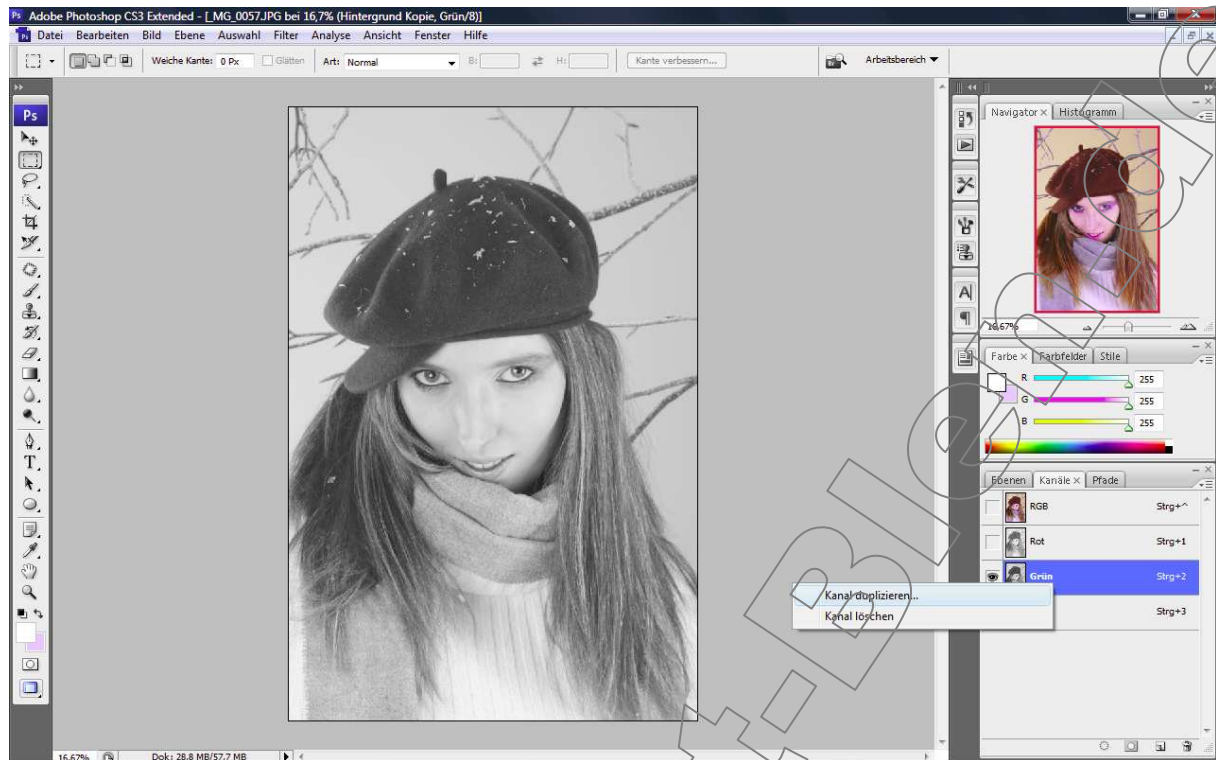 Adobe Photoshop CS3 Extended - [_MG_0057.JPG bei 16,7% (Hintergrund Kopie, Grün/8)]
Datei Bearbeiten Bild Ebene Auswahl Filter Analyse Ansicht Fenster Hilfe
Weiche Kante: 0 Px Glätten Art: Normal B: H: Kante verbessern... Arbeitsbereich
Ps
Navigator × Histogramm
16,67%
Farbe × Farbfelder Stile
R 255
G 255
B 255
Ebenen Kanäle × Pfade
RGB Strg+^
Rot Strg+1
Grün Strg+2
Kanal duplizieren...
Kanal löschen
Strg+3
16,67% Dok: 28,8 MB/57,7 MB